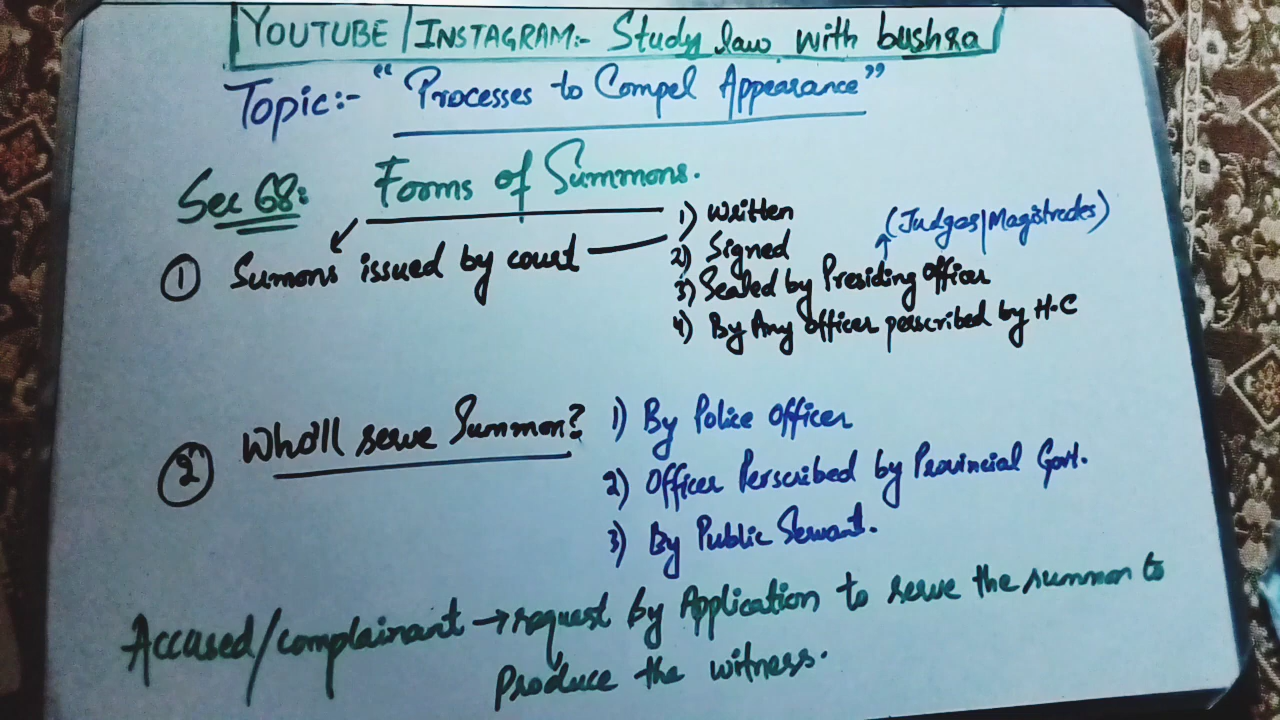 YOUTUBE/INSTAGRAM:- Study law with bushra
Topic:- "Processes to Compel Appearance"
Sec 68: Forms of Summons.
① Sumons issued by court
1) Written
2) Signed
(Judges/Magistrades)
3) Sealed by Presiding Officer
4) By Any officer perscribed by H.C
② Who'll serve Summon?
1) By Police Officer
2) Officer Perscribed by Provincial Govt.
3) By Public Servant.
Accused/complainant → request by Application to serve the summon to
Produce the witness.